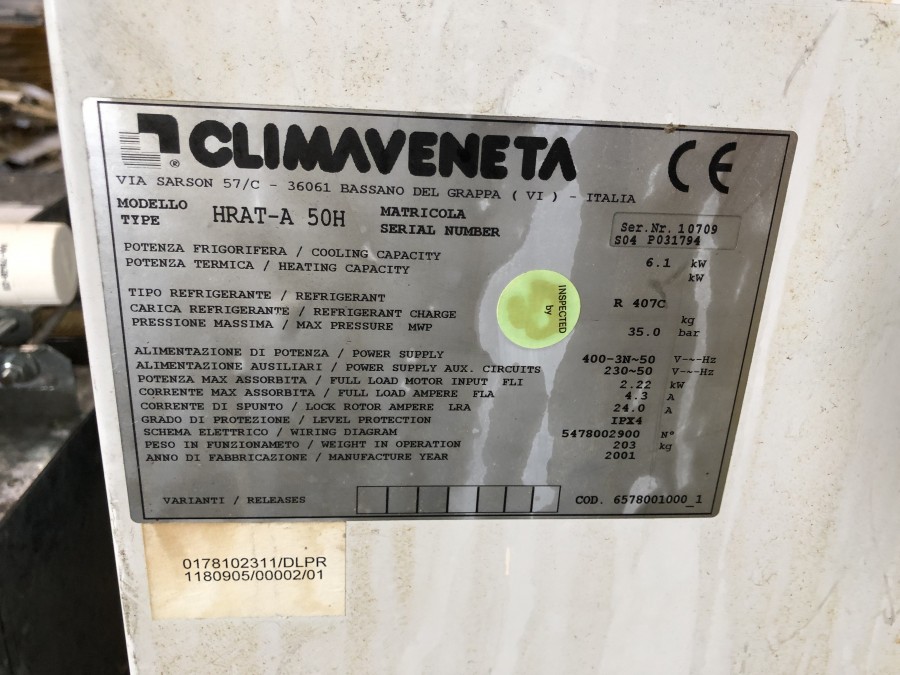 ® CLIMAVENETA CE
VIA SARSON 57/C - 36061 BASSANO DEL GRAPPA ( VI ) - ITALIA
MODELLO HRAT-A 50H MATRICOLA
TYPE SERIAL NUMBER
Ser.Nr. 10709
S04 P031794
POTENZA FRIGORIFERA / COOLING CAPACITY 6.1 kW
POTENZA TERMICA / HEATING CAPACITY kW
TIPO REFRIGERANTE / REFRIGERANT R 407C
CARICA REFRIGERANTE / REFRIGERANT CHARGE kg
PRESSIONE MASSIMA / MAX PRESSURE MWP 35.0 bar
INSPECTED
by
ALIMENTAZIONE DI POTENZA / POWER SUPPLY 400-3N~50 V-~-Hz
ALIMENTAZIONE AUSILIARI / POWER SUPPLY AUX. CIRCUITS 230~50 V-~-Hz
POTENZA MAX ASSORBITA / FULL LOAD MOTOR INPUT FLI 2.22 kW
CORRENTE MAX ASSORBITA / FULL LOAD AMPERE FLA 4.3 A
CORRENTE DI SPUNTO / LOCK ROTOR AMPERE LRA 24.0 A
GRADO DI PROTEZIONE / LEVEL PROTECTION IPX4
SCHEMA ELETTRICO / WIRING DIAGRAM 5478002900 N°
PESO IN FUNZIONAMETO / WEIGHT IN OPERATION 203 kg
ANNO DI FABBRICAZIONE / MANUFACTURE YEAR 2001
VARIANTI / RELEASES COD. 6578001000_1
0178102311/DLPR
1180905/00002/01